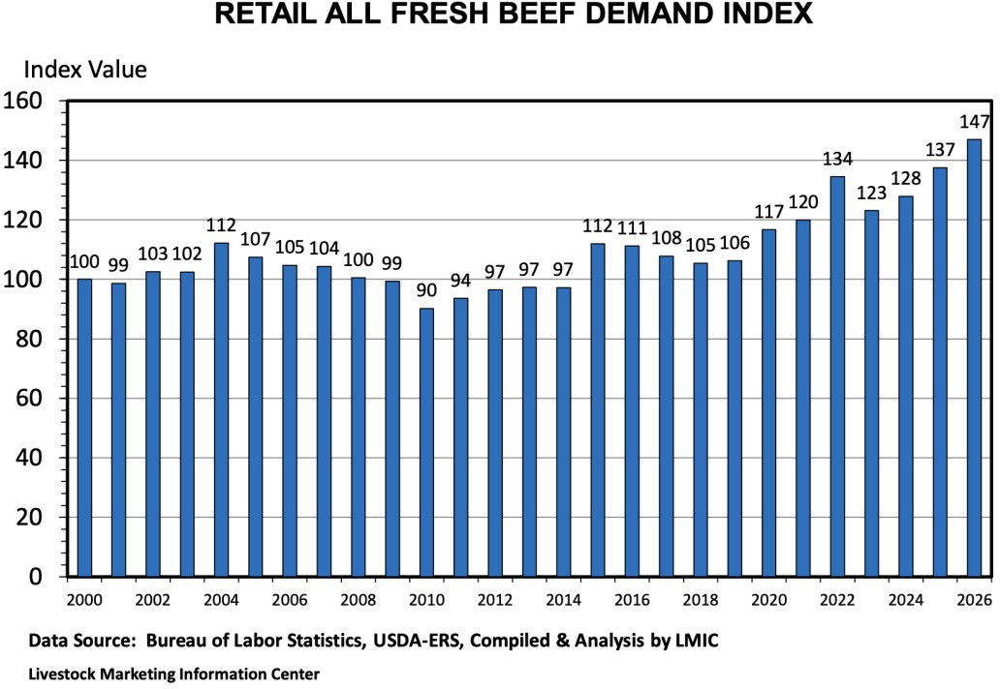 RETAIL ALL FRESH BEEF DEMAND INDEX
Index Value
160
140
120
100
80
60
40
20
0
100 99 103 102 112 107 105 104 100 99 90 94 97 97 97 112 111 108 105 106 117 120 134 123 128 137 147
2000 2002 2004 2006 2008 2010 2012 2014 2016 2018 2020 2022 2024 2026
Data Source: Bureau of Labor Statistics, USDA-ERS, Compiled & Analysis by LMIC
Livestock Marketing Information Center